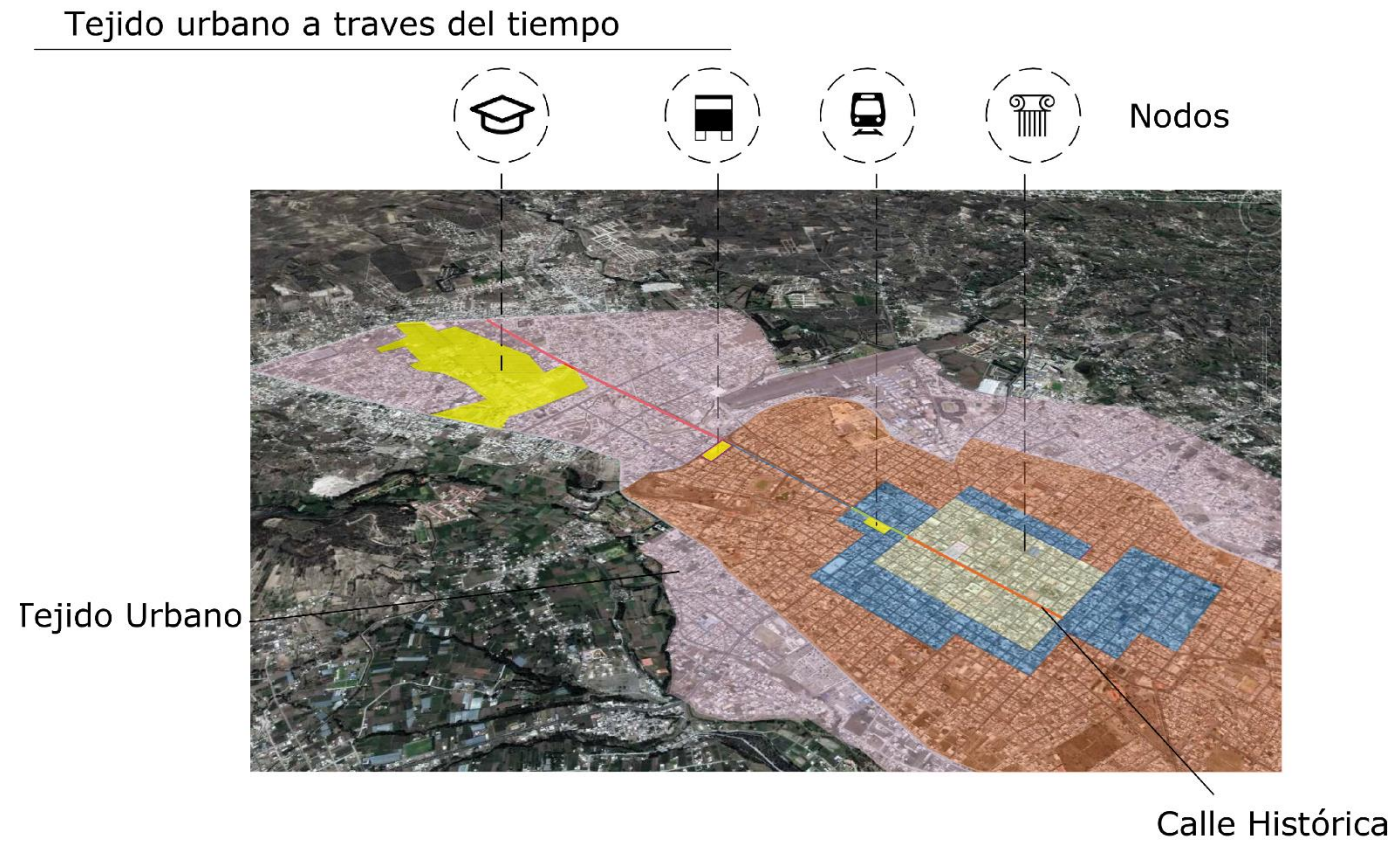 Tejido urbano a traves del tiempo
Nodos
Tejido Urbano
Calle Histórica